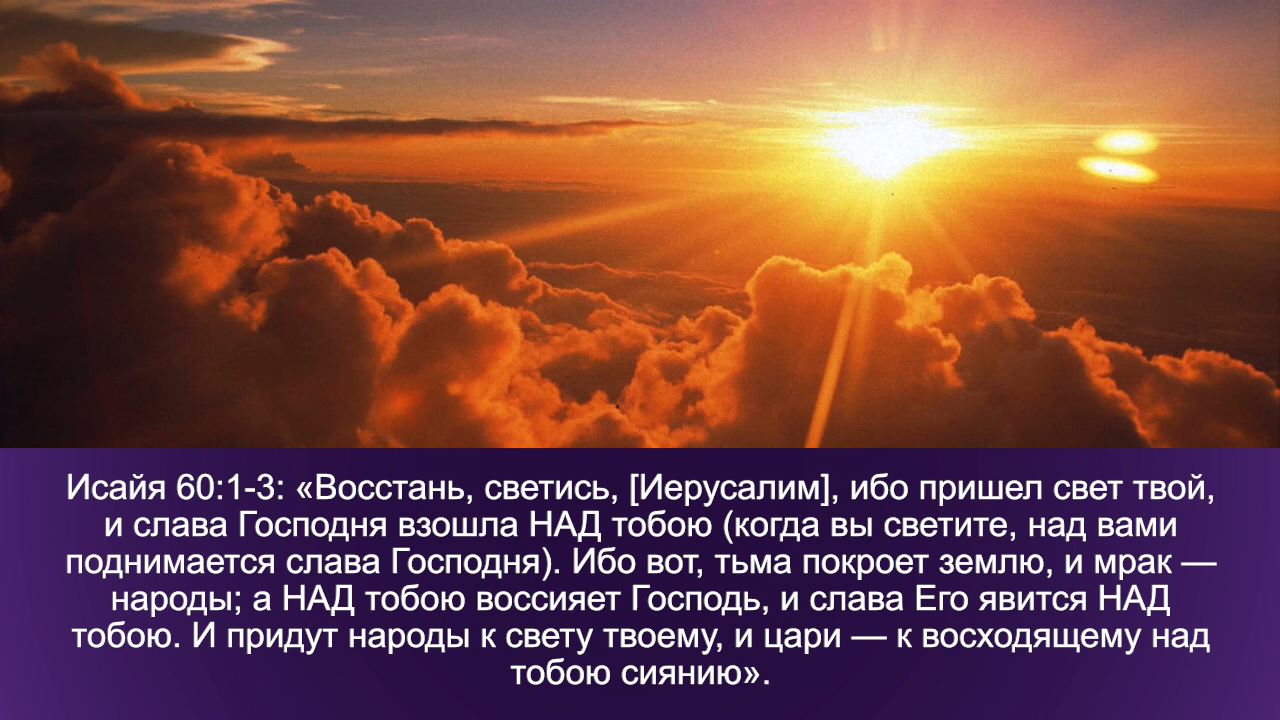 Исайя 60:1-3: «Восстань, светись, [Иерусалим], ибо пришел свет твой,
и слава Господня взошла НАД тобою (когда вы светите, над вами
поднимается слава Господня). Ибо вот, тьма покроет землю, и мрак —
народы; а НАД тобою воссияет Господь, и слава Его явится НАД
тобою. И придут народы к свету твоему, и цари — к восходящему над
тобою сиянию».